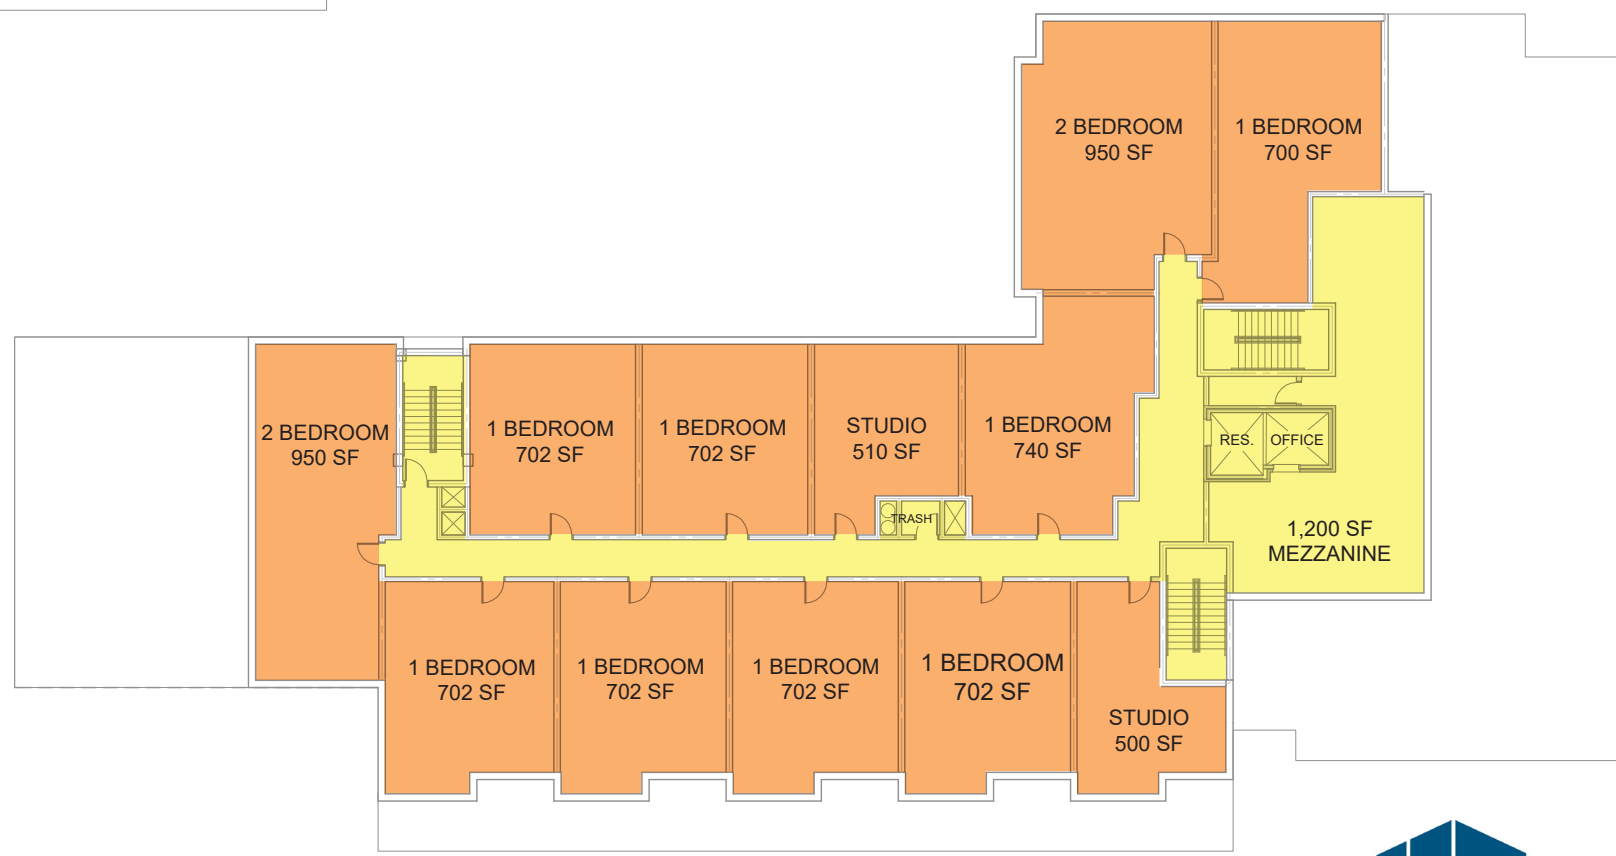 2 BEDROOM
950 SF
1 BEDROOM
700 SF
2 BEDROOM
950 SF
1 BEDROOM
702 SF
1 BEDROOM
702 SF
STUDIO
510 SF
1 BEDROOM
740 SF
RES.
OFFICE
TRASH
1,200 SF
MEZZANINE
1 BEDROOM
702 SF
1 BEDROOM
702 SF
1 BEDROOM
702 SF
1 BEDROOM
702 SF
STUDIO
500 SF